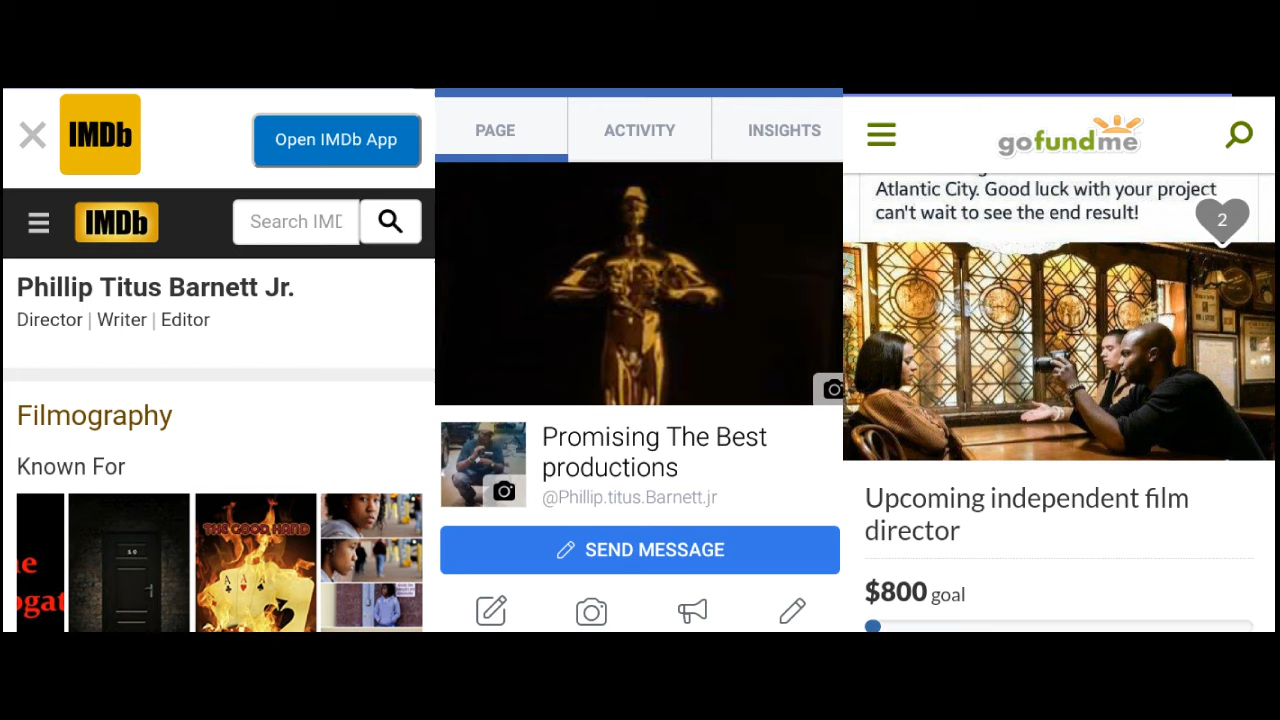 IMDb
Open IMDb App
IMDb
Search IMD
Phillip Titus Barnett Jr.
Director | Writer | Editor
Filmography
Known For
THE GOOD HAND
PAGE
ACTIVITY
INSIGHTS
Promising The Best
productions
@Phillip.titus.Barnett.jr
SEND MESSAGE
gofundme
Atlantic City. Good luck with your project
can't wait to see the end result!
2
Upcoming independent film
director
$800 goal